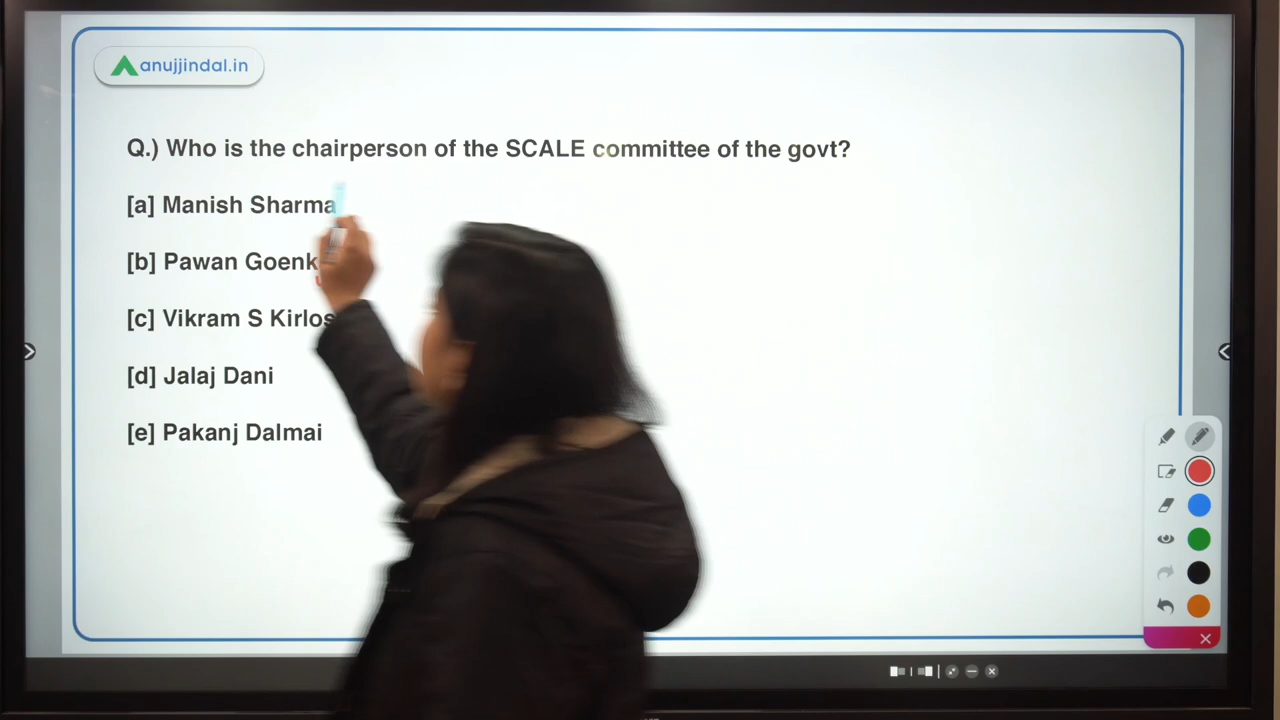 anujjindal.in
Q.) Who is the chairperson of the SCALE committee of the govt?
[a] Manish Sharma
[b] Pawan Goenk
[c] Vikram S Kirlos
[d] Jalaj Dani
[e] Pakanj Dalmai